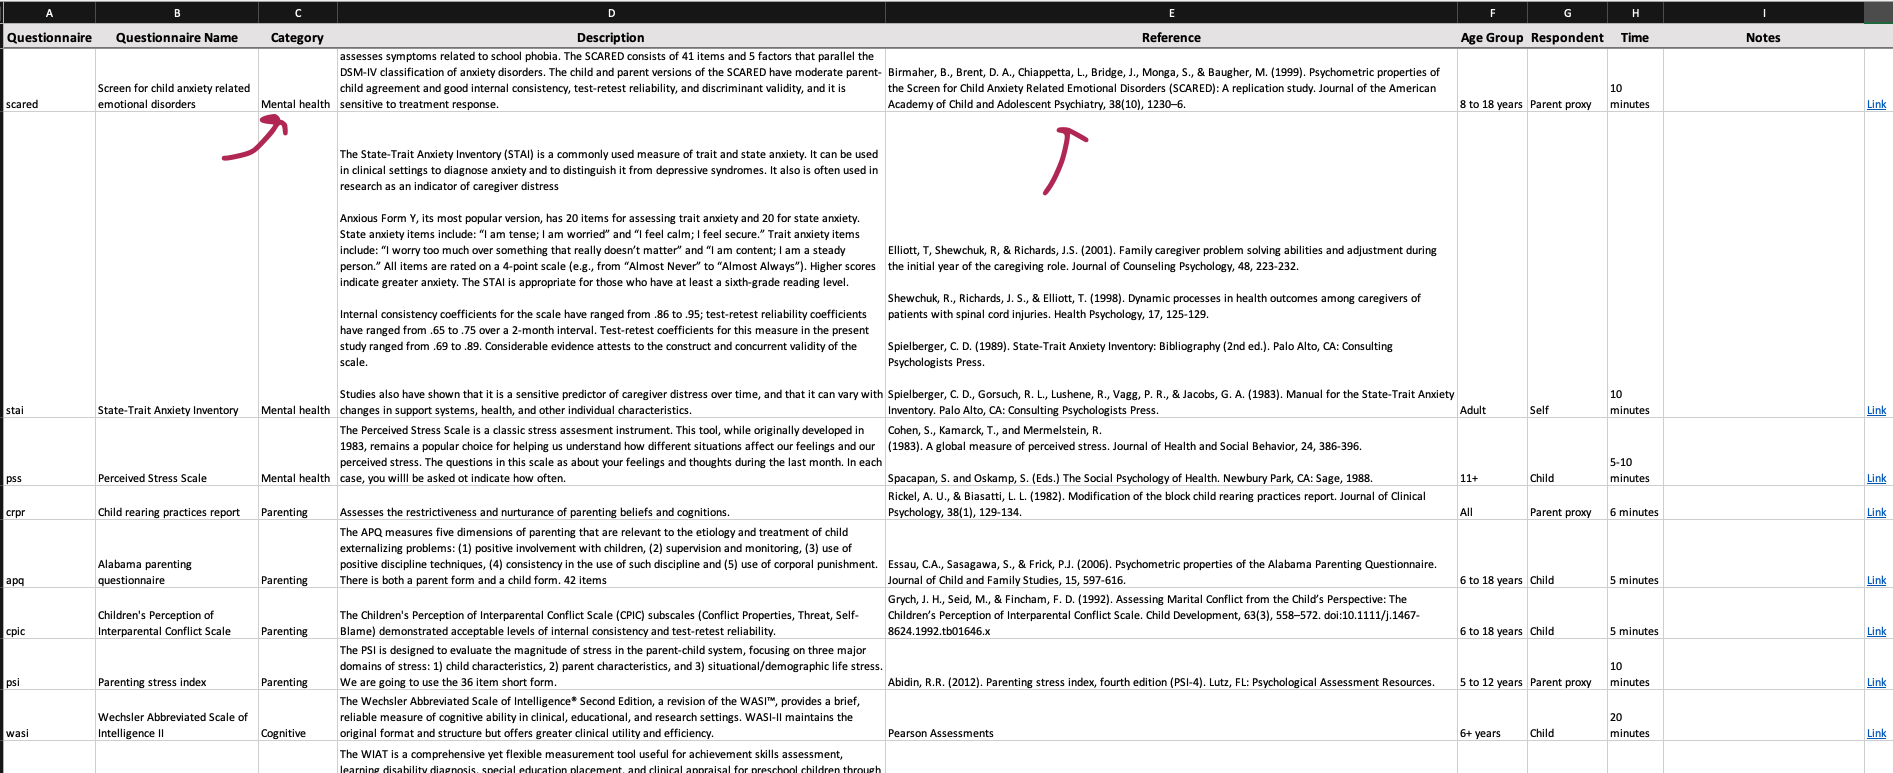 A B C D E F G H I
Questionnaire Questionnaire Name Category Description Reference Age Group Respondent Time Notes
scared
Screen for child anxiety related
emotional disorders
Mental health
assesses symptoms related to school phobia. The SCARED consists of 41 items and 5 factors that parallel the
DSM-IV classification of anxiety disorders. The child and parent versions of the SCARED have moderate parent-
child agreement and good internal consistency, test-retest reliability, and discriminant validity, and it is
sensitive to treatment response.
Birmaher, B., Brent, D. A., Chiappetta, L., Bridge, J., Monga, S., & Baugher, M. (1999). Psychometric properties of
the Screen for Child Anxiety Related Emotional Disorders (SCARED): A replication study. Journal of the American
Academy of Child and Adolescent Psychiatry, 38(10), 1230–6.
8 to 18 years
Parent proxy
10
minutes
Link
stai
State-Trait Anxiety Inventory
Mental health
The State-Trait Anxiety Inventory (STAI) is a commonly used measure of trait and state anxiety. It can be used
in clinical settings to diagnose anxiety and to distinguish it from depressive syndromes. It also is often used in
research as an indicator of caregiver distress
Anxious Form Y, its most popular version, has 20 items for assessing trait anxiety and 20 for state anxiety.
State anxiety items include: “I am tense; I am worried” and “I feel calm; I feel secure.” Trait anxiety items
include: “I worry too much over something that really doesn’t matter” and “I am content; I am a steady
person.” All items are rated on a 4-point scale (e.g., from “Almost Never” to “Almost Always”). Higher scores
indicate greater anxiety. The STAI is appropriate for those who have at least a sixth-grade reading level.
Internal consistency coefficients for the scale have ranged from .86 to .95; test-retest reliability coefficients
have ranged from .65 to .75 over a 2-month interval. Test-retest coefficients for this measure in the present
study ranged from .69 to .89. Considerable evidence attests to the construct and concurrent validity of the
scale.
Studies also have shown that it is a sensitive predictor of caregiver distress over time, and that it can vary with
changes in support systems, health, and other individual characteristics.
Elliott, T, Shewchuk, R, & Richards, J.S. (2001). Family caregiver problem solving abilities and adjustment during
the initial year of the caregiving role. Journal of Counseling Psychology, 48, 223-232.
Shewchuk, R., Richards, J. S., & Elliott, T. (1998). Dynamic processes in health outcomes among caregivers of
patients with spinal cord injuries. Health Psychology, 17, 125-129.
Spielberger, C. D. (1989). State-Trait Anxiety Inventory: Bibliography (2nd ed.). Palo Alto, CA: Consulting
Psychologists Press.
Spielberger, C. D., Gorsuch, R. L., Lushene, R., Vagg, P. R., & Jacobs, G. A. (1983). Manual for the State-Trait Anxiety
Inventory. Palo Alto, CA: Consulting Psychologists Press.
Adult
Self
10
minutes
Link
pss
Perceived Stress Scale
Mental health
The Perceived Stress Scale is a classic stress assesment instrument. This tool, while originally developed in
1983, remains a popular choice for helping us understand how different situations affect our feelings and our
perceived stress. The questions in this scale as about your feelings and thoughts during the last month. In each
case, you willl be asked ot indicate how often.
Cohen, S., Kamarck, T., and Mermelstein, R.
(1983). A global measure of perceived stress. Journal of Health and Social Behavior, 24, 386-396.
Spacapan, S. and Oskamp, S. (Eds.) The Social Psychology of Health. Newbury Park, CA: Sage, 1988.
11+
Child
5-10
minutes
Link
crpr
Child rearing practices report
Parenting
Assesses the restrictiveness and nurturance of parenting beliefs and cognitions.
Rickel, A. U., & Biasatti, L. L. (1982). Modification of the block child rearing practices report. Journal of Clinical
Psychology, 38(1), 129-134.
All
Parent proxy
6 minutes
Link
apq
Alabama parenting
questionnaire
Parenting
The APQ measures five dimensions of parenting that are relevant to the etiology and treatment of child
externalizing problems: (1) positive involvement with children, (2) supervision and monitoring, (3) use of
positive discipline techniques, (4) consistency in the use of such discipline and (5) use of corporal punishment.
There is both a parent form and a child form. 42 items
Essau, C.A., Sasagawa, S., & Frick, P.J. (2006). Psychometric properties of the Alabama Parenting Questionnaire.
Journal of Child and Family Studies, 15, 597-616.
6 to 18 years
Child
5 minutes
Link
cpic
Children's Perception of
Interparental Conflict Scale
Parenting
The Children's Perception of Interparental Conflict Scale (CPIC) subscales (Conflict Properties, Threat, Self-
Blame) demonstrated acceptable levels of internal consistency and test-retest reliability.
Grych, J. H., Seid, M., & Fincham, F. D. (1992). Assessing Marital Conflict from the Child’s Perspective: The
Children’s Perception of Interparental Conflict Scale. Child Development, 63(3), 558–572. doi:10.1111/j.1467-
8624.1992.tb01646.x
6 to 18 years
Child
5 minutes
Link
psi
Parenting stress index
Parenting
The PSI is designed to evaluate the magnitude of stress in the parent-child system, focusing on three major
domains of stress: 1) child characteristics, 2) parent characteristics, and 3) situational/demographic life stress.
We are going to use the 36 item short form.
Abidin, R.R. (2012). Parenting stress index, fourth edition (PSI-4). Lutz, FL: Psychological Assessment Resources.
5 to 12 years
Parent proxy
10
minutes
Link
wasi
Wechsler Abbreviated Scale of
Intelligence II
Cognitive
The Wechsler Abbreviated Scale of Intelligence® Second Edition, a revision of the WASI™, provides a brief,
reliable measure of cognitive ability in clinical, educational, and research settings. WASI-II maintains the
original format and structure but offers greater clinical utility and efficiency.
Pearson Assessments
6+ years
Child
20
minutes
Link
The WIAT is a comprehensive yet flexible measurement tool useful for achievement skills assessment,
learning disability diagnosis, special education placement, and clinical appraisal for preschool children through